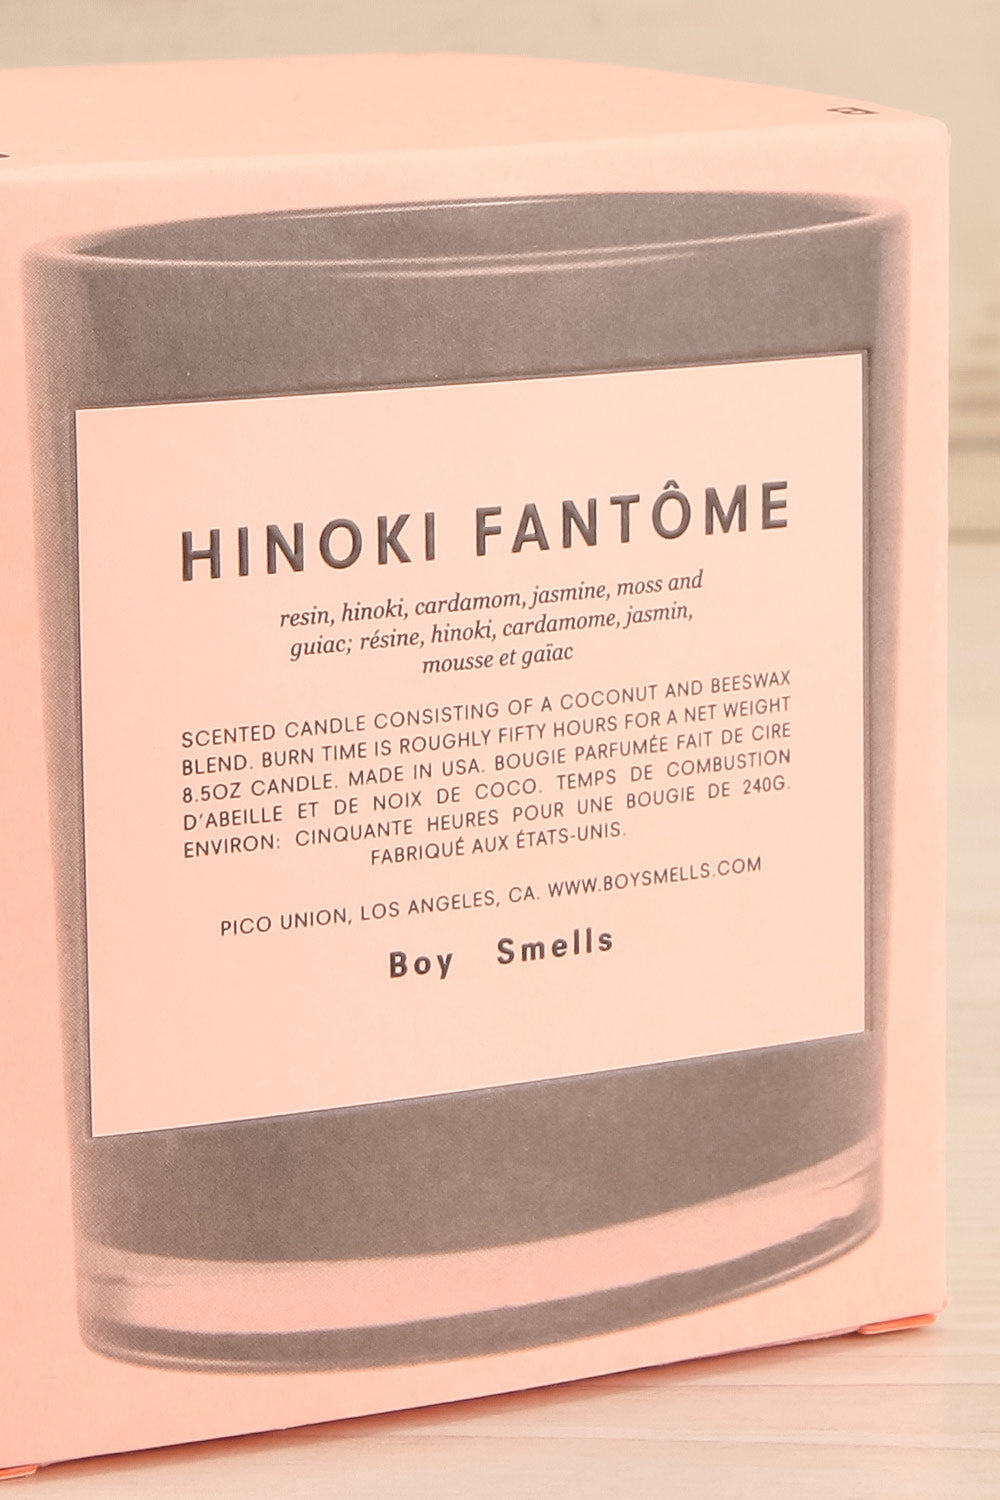 HINOKI FANTÔME
resin, hinoki, cardamom, jasmine, moss and
guiac; résine, hinoki, cardamome, jasmin,
mousse et gaïac
SCENTED CANDLE CONSISTING OF A COCONUT AND BEESWAX
BLEND. BURN TIME IS ROUGHLY FIFTY HOURS FOR A NET WEIGHT
8.5OZ CANDLE. MADE IN USA. BOUGIE PARFUMÉE FAIT DE CIRE
D'ABEILLE ET DE NOIX DE COCO. TEMPS DE COMBUSTION
ENVIRON: CINQUANTE HEURES POUR UNE BOUGIE DE 240G.
FABRIQUÉ AUX ÉTATS-UNIS.
PICO UNION, LOS ANGELES, CA. WWW.BOYSMELLS.COM
Boy Smells